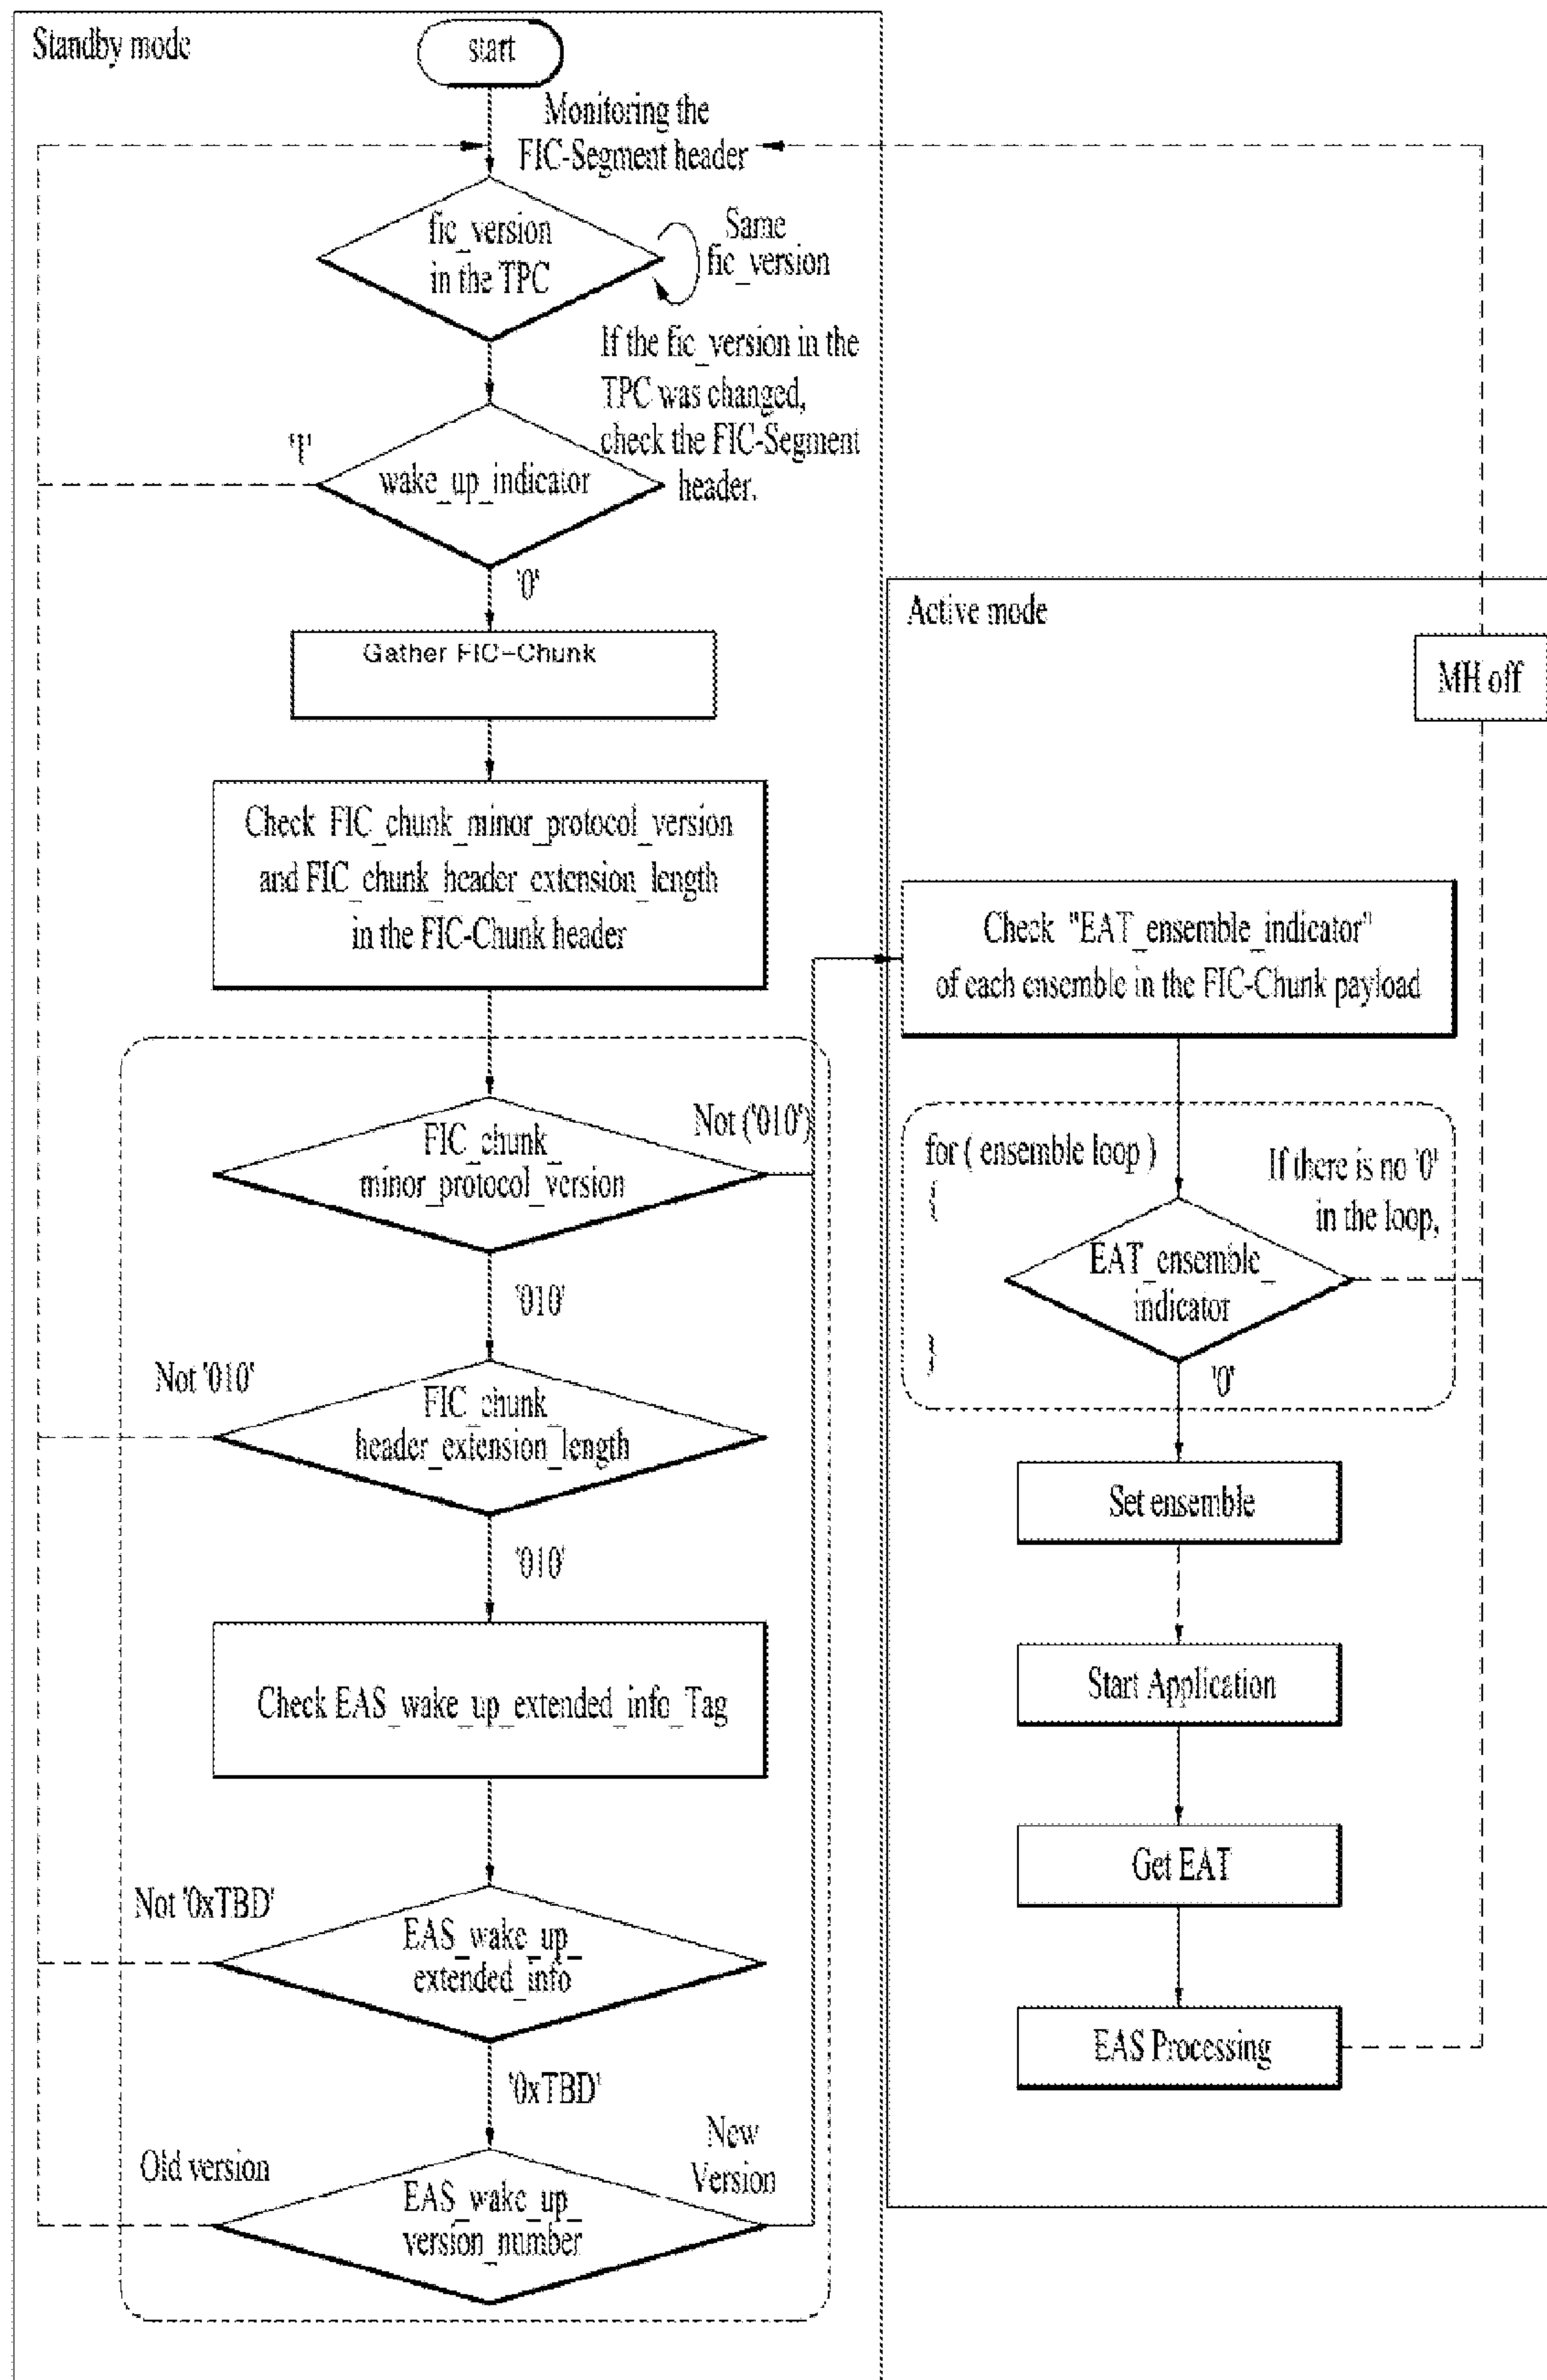 Standby mode
start
Monitoring the
FIC-Segment header
fic_version
in the TPC
Same
fic_version
If the fic_version in the
TPC was changed,
check the FIC-Segment
header.
'1'
wake_up_indicator
'0'
Gather FIC-Chunk
Check FIC_chunk_minor_protocol_version
and FIC_chunk_header_extension_length
in the FIC-Chunk header
FIC_chunk_
minor_protocol_version
Not ('010')
'010'
Not '010'
FIC_chunk_
header_extension_length
'010'
Check EAS_wake_up_extended_info_Tag
Not '0xTBD'
EAS_wake_up_
extended_info
'0xTBD'
Old version
New
Version
EAS_wake_up_
version_number
Active mode
MH off
Check "EAT_ensemble_indicator"
of each ensemble in the FIC-Chunk payload
for ( ensemble loop )
{
If there is no '0'
in the loop,
EAT_ensemble_
indicator
}
'0'
Set ensemble
Start Application
Get EAT
EAS Processing